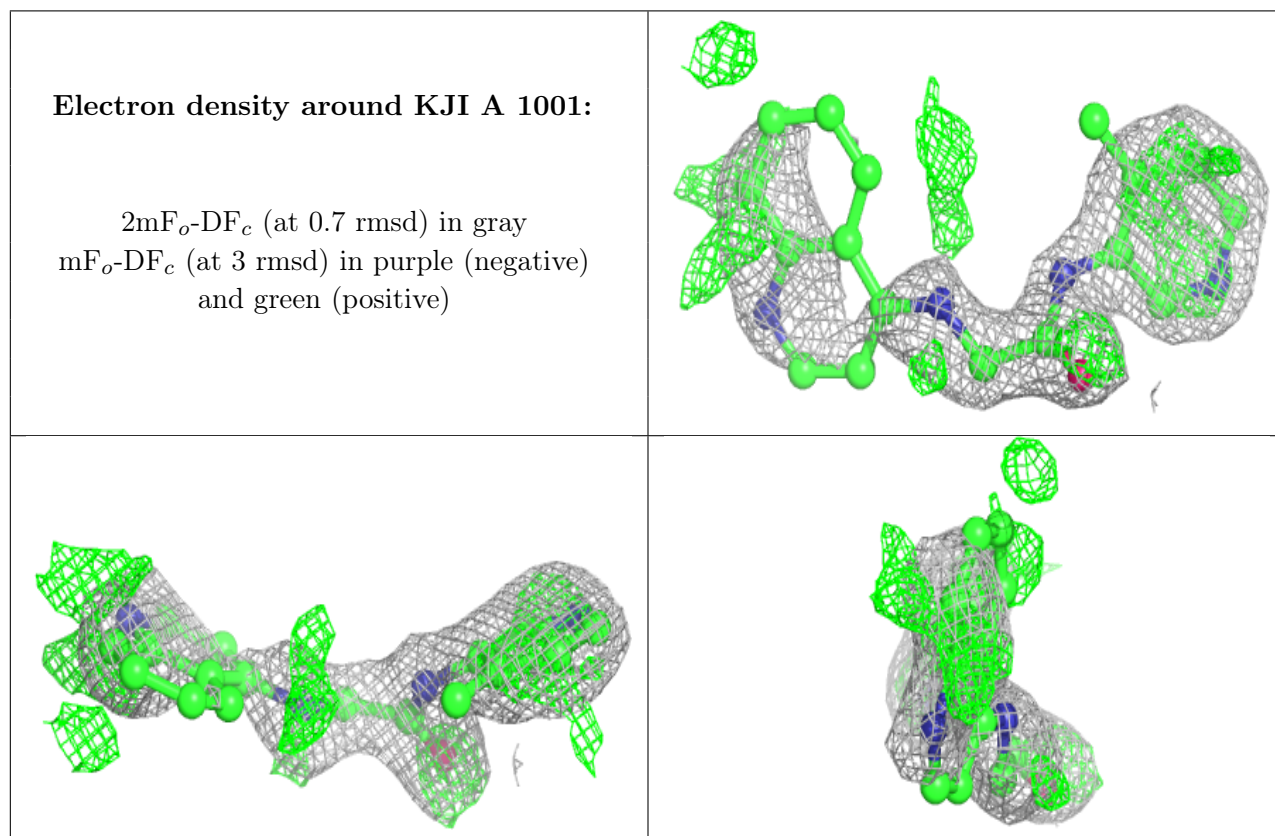 Electron density around KJI A 1001:
2mFo-DFc (at 0.7 rmsd) in gray
mFo-DFc (at 3 rmsd) in purple (negative)
and green (positive)